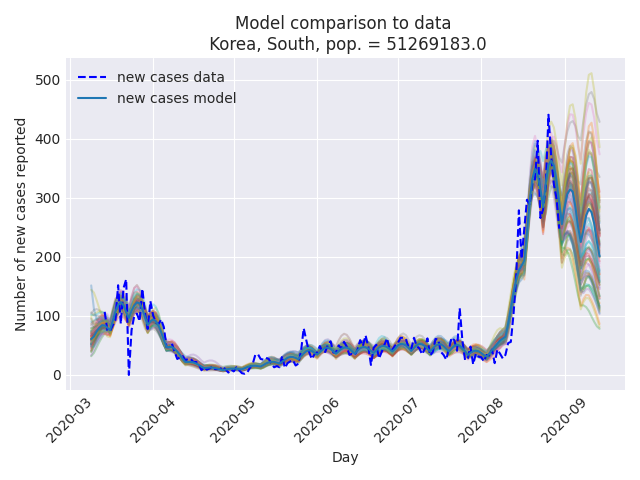 Model comparison to data
Korea, South, pop. = 51269183.0
new cases data
new cases model
Number of new cases reported
500
400
300
200
100
0
2020-03
2020-04
2020-05
2020-06
2020-07
2020-08
2020-09
Day